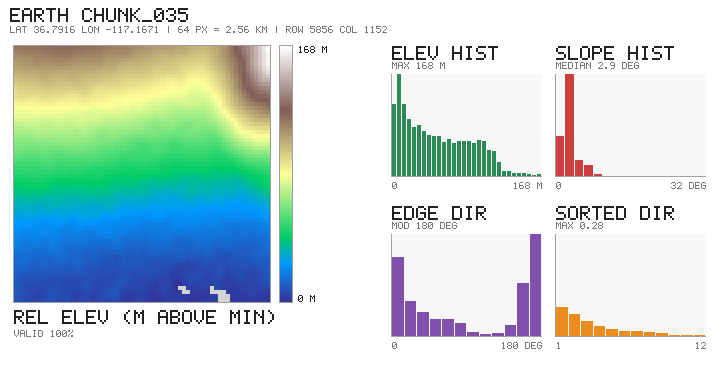 EARTH CHUNK_035
LAT 36.7916 LON -117.1671 | 64 PX = 2.56 KM | ROW 5856 COL 1152
168 M
0 M
REL ELEV (M ABOVE MIN)
VALID 100%
ELEV HIST
MAX 168 M
0 168 M
SLOPE HIST
MEDIAN 2.9 DEG
0 32 DEG
EDGE DIR
MOD 180 DEG
0 180 DEG
SORTED DIR
MAX 0.28
1 12